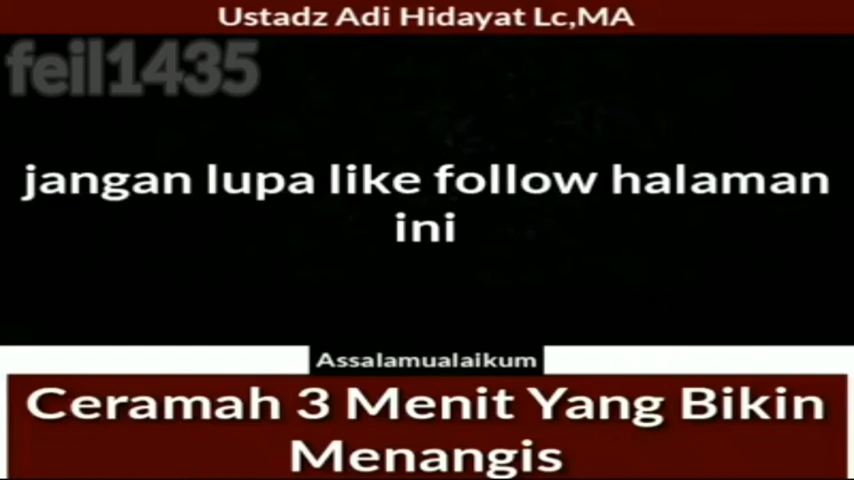 Ustadz Adi Hidayat Lc,MA
feil1435
jangan lupa like follow halaman
ini
Assalamualaikum
Ceramah 3 Menit Yang Bikin
Menangis